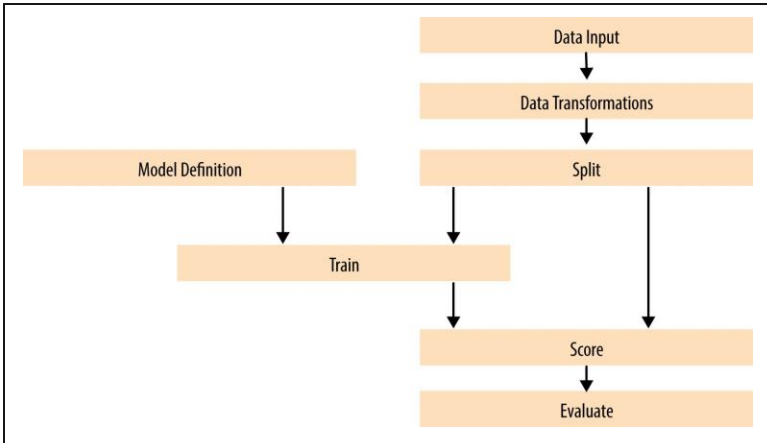 Data Input
Data Transformations
Model Definition
Split
Train
Score
Evaluate